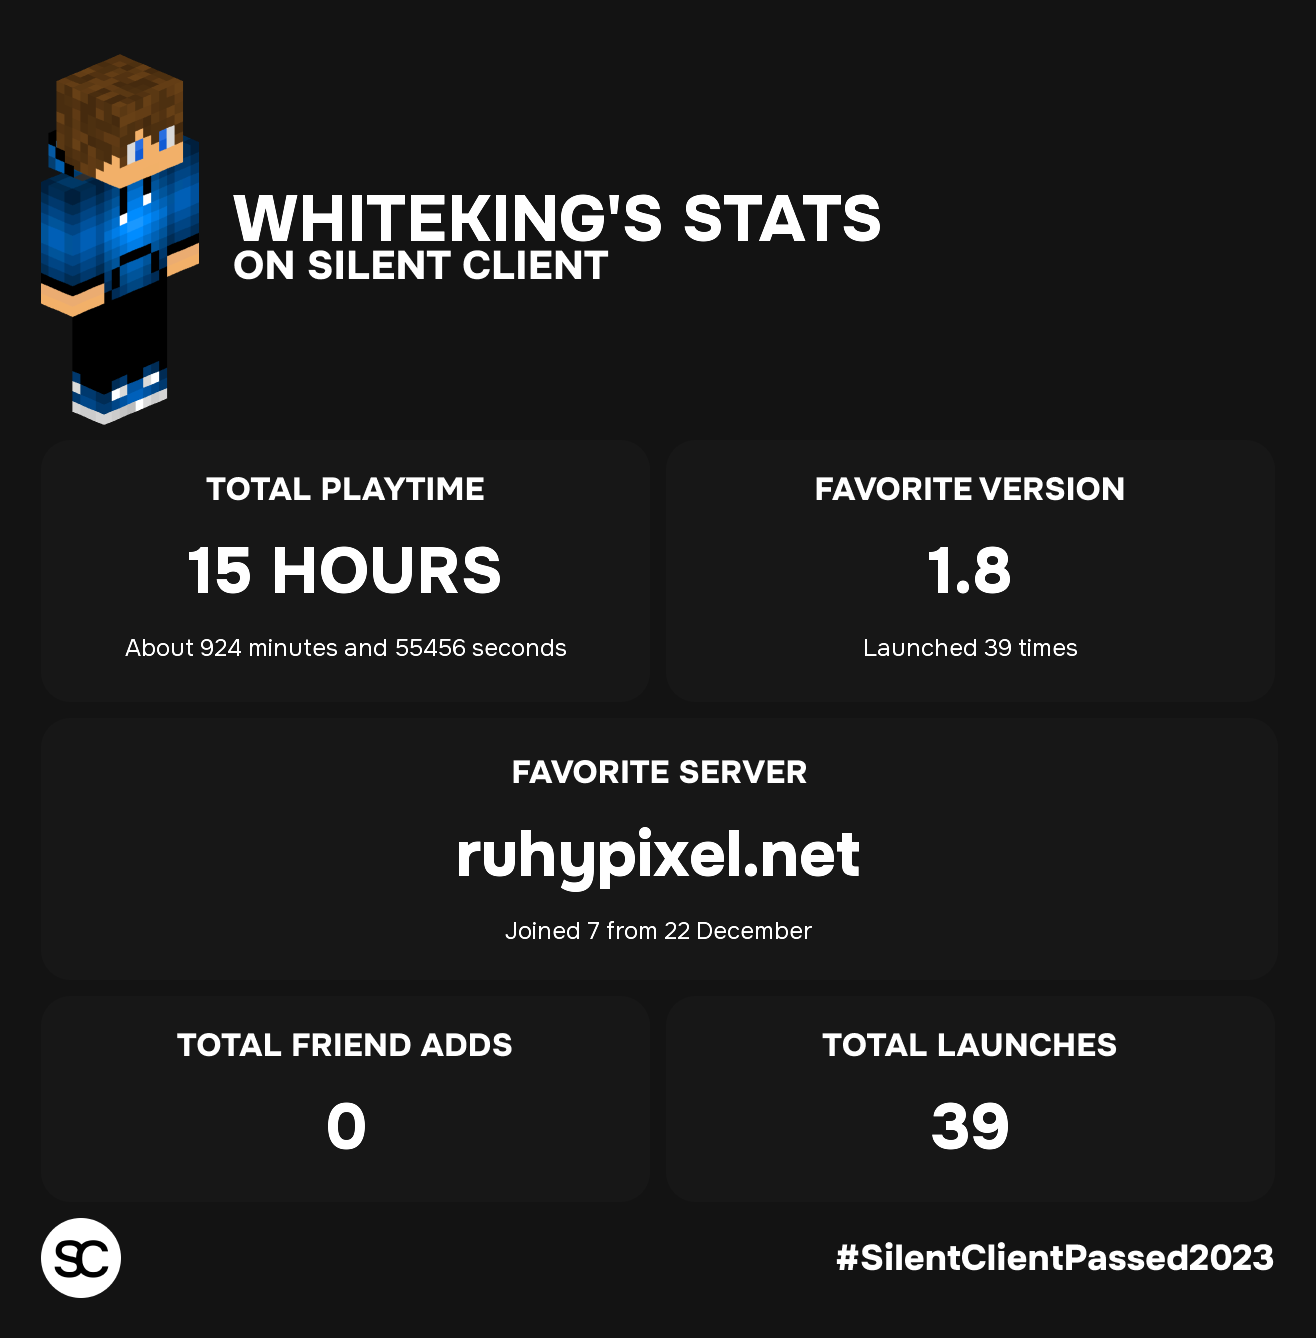 WHITEKING'S STATS
ON SILENT CLIENT
TOTAL PLAYTIME
15 HOURS
About 924 minutes and 55456 seconds
FAVORITE VERSION
1.8
Launched 39 times
FAVORITE SERVER
ruhypixel.net
Joined 7 from 22 December
TOTAL FRIEND ADDS
0
TOTAL LAUNCHES
39
SC
#SilentClientPassed2023